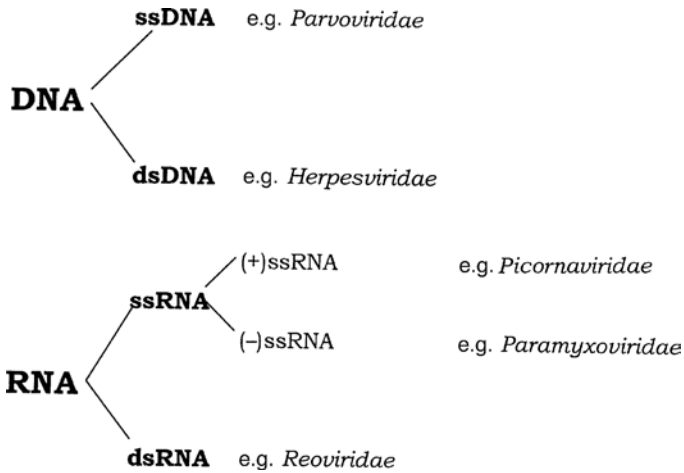 ssDNA e.g. Parvoviridae
DNA
dsDNA e.g. Herpesviridae
(+)ssRNA e.g. Picornaviridae
ssRNA
(–)ssRNA e.g. Paramyxoviridae
RNA
dsRNA e.g. Reoviridae